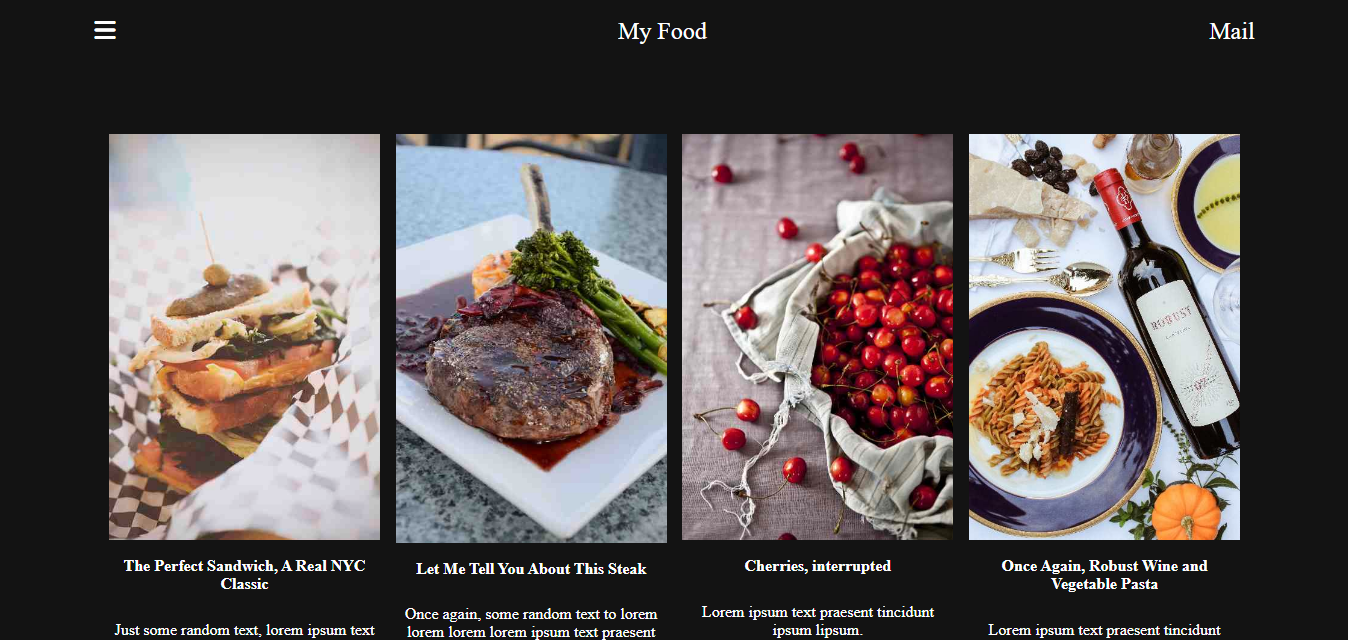 My Food
Mail
ROBUST
The Perfect Sandwich, A Real NYC
Classic
Just some random text, lorem ipsum text
Let Me Tell You About This Steak
Once again, some random text to lorem
lorem lorem lorem ipsum text praesent
Cherries, interrupted
Lorem ipsum text praesent tincidunt
ipsum lipsum.
Once Again, Robust Wine and
Vegetable Pasta
Lorem ipsum text praesent tincidunt